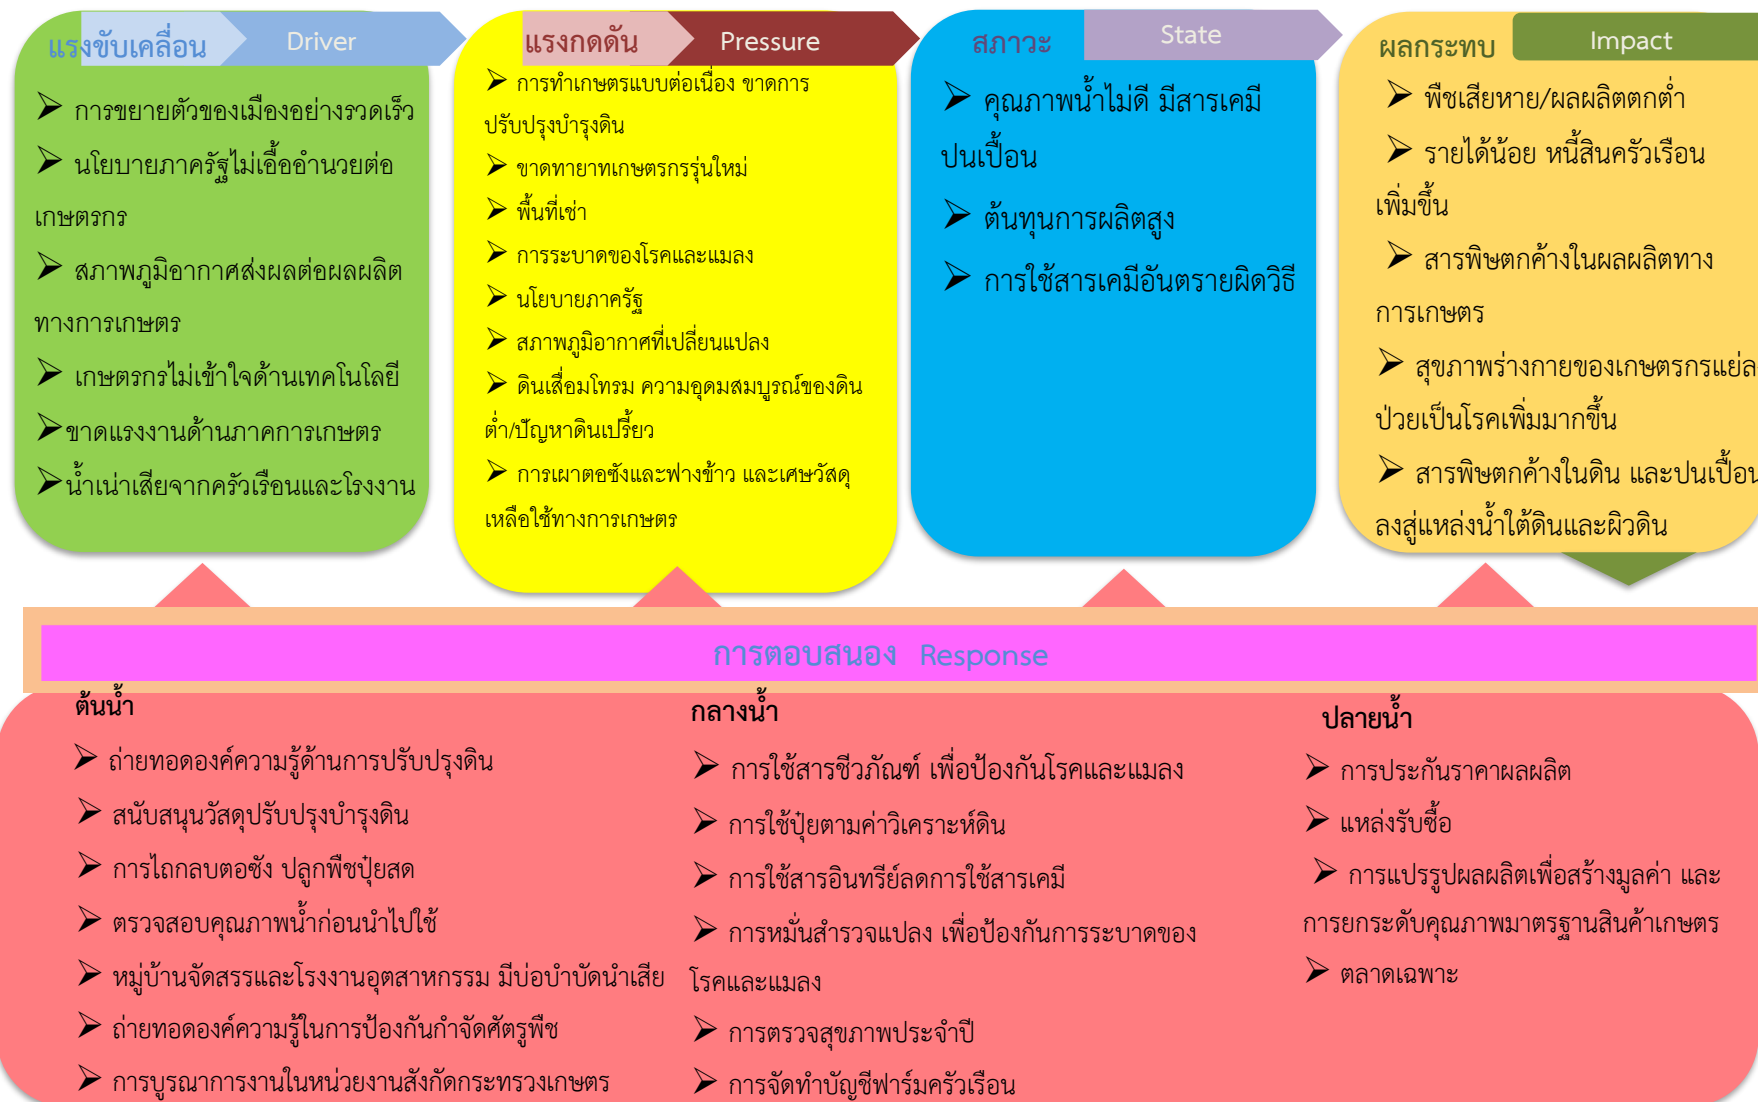 แรงขับเคลื่อน Driver
➢ การขยายตัวของเมืองอย่างรวดเร็ว
➢ นโยบายภาครัฐไม่เอื้ออำนวยต่อ
เกษตรกร
➢ สภาพภูมิอากาศส่งผลต่อผลผลิต
ทางการเกษตร
➢ เกษตรกรไม่เข้าใจด้านเทคโนโลยี
➢ขาดแรงงานด้านภาคการเกษตร
➢น้ำเน่าเสียจากครัวเรือนและโรงงาน
แรงกดดัน Pressure
➢ การทำเกษตรแบบต่อเนื่อง ขาดการ
ปรับปรุงบำรุงดิน
➢ ขาดทายาทเกษตรกรรุ่นใหม่
➢ พื้นที่เช่า
➢ การระบาดของโรคและแมลง
➢ นโยบายภาครัฐ
➢ สภาพภูมิอากาศที่เปลี่ยนแปลง
➢ ดินเสื่อมโทรม ความอุดมสมบูรณ์ของดิน
ต่ำ/ปัญหาดินเปรี้ยว
➢ การเผาตอซังและฟางข้าว และเศษวัสดุ
เหลือใช้ทางการเกษตร
สภาวะ State
➢ คุณภาพน้ำไม่ดี มีสารเคมี
ปนเปื้อน
➢ ต้นทุนการผลิตสูง
➢ การใช้สารเคมีอันตรายผิดวิธี
ผลกระทบ Impact
➢ พืชเสียหาย/ผลผลิตตกต่ำ
➢ รายได้น้อย หนี้สินครัวเรือน
เพิ่มขึ้น
➢ สารพิษตกค้างในผลผลิตทาง
การเกษตร
➢ สุขภาพร่างกายของเกษตรกรแย่ล
ป่วยเป็นโรคเพิ่มมากขึ้น
➢ สารพิษตกค้างในดิน และปนเปื้อน
ลงสู่แหล่งน้ำใต้ดินและผิวดิน
การตอบสนอง Response
ต้นน้ำ
➢ ถ่ายทอดองค์ความรู้ด้านการปรับปรุงดิน
➢ สนับสนุนวัสดุปรับปรุงบำรุงดิน
➢ การไถกลบตอซัง ปลูกพืชปุ๋ยสด
➢ ตรวจสอบคุณภาพน้ำก่อนนำไปใช้
➢ หมู่บ้านจัดสรรและโรงงานอุตสาหกรรม มีบ่อบำบัดนำเสีย
➢ ถ่ายทอดองค์ความรู้ในการป้องกันกำจัดศัตรูพืช
➢ การบูรณาการงานในหน่วยงานสังกัดกระทรวงเกษตร
กลางน้ำ
➢ การใช้สารชีวภัณฑ์ เพื่อป้องกันโรคและแมลง
➢ การใช้ปุ๋ยตามค่าวิเคราะห์ดิน
➢ การใช้สารอินทรีย์ลดการใช้สารเคมี
➢ การหมั่นสำรวจแปลง เพื่อป้องกันการระบาดของ
โรคและแมลง
➢ การตรวจสุขภาพประจำปี
➢ การจัดทำบัญชีฟาร์มครัวเรือน
ปลายน้ำ
➢ การประกันราคาผลผลิต
➢ แหล่งรับซื้อ
➢ การแปรรูปผลผลิตเพื่อสร้างมูลค่า และ
การยกระดับคุณภาพมาตรฐานสินค้าเกษตร
➢ ตลาดเฉพาะ